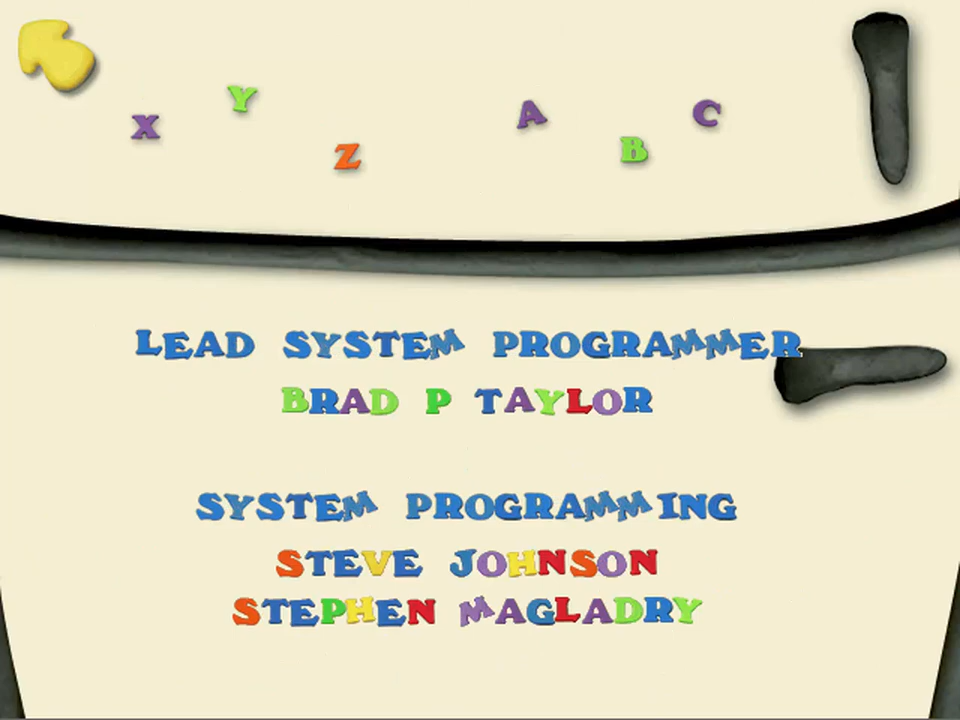 X Y Z A B C
LEAD SYSTEM PROGRAMMER
BRAD P TAYLOR
SYSTEM PROGRAMMING
STEVE JOHNSON
STEPHEN MAGLADRY